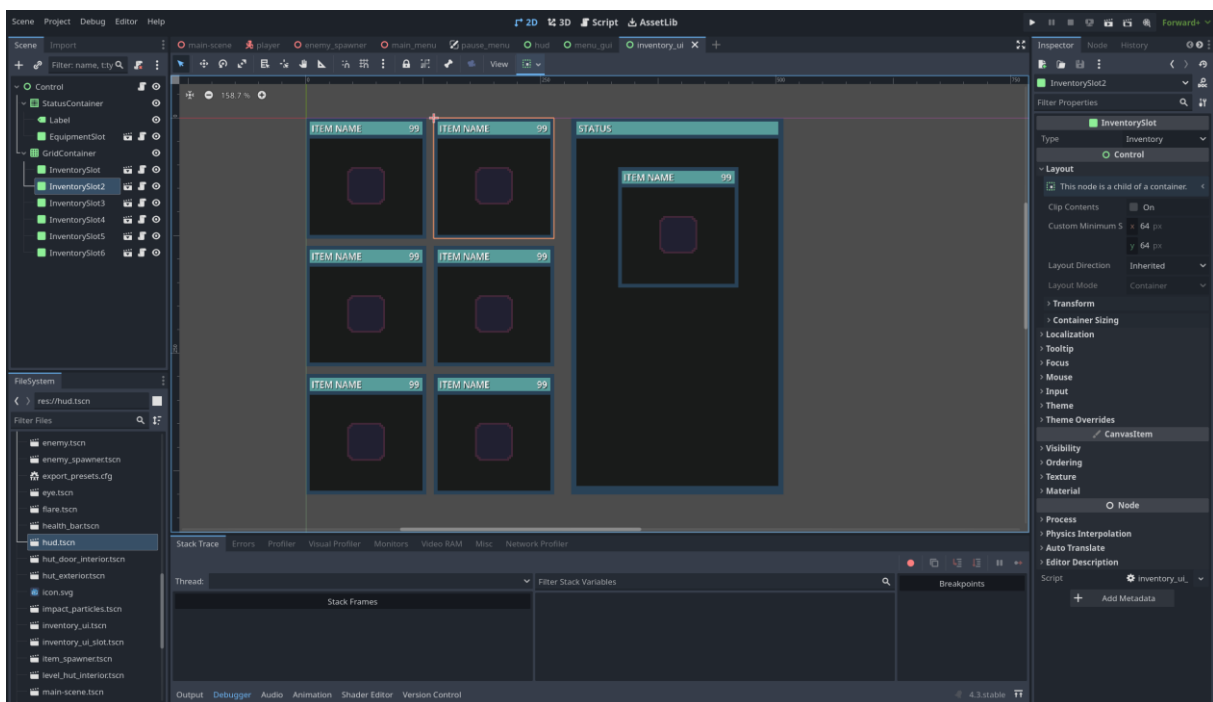 Scene Project Debug Editor Help
2D 3D Script AssetLib
Forward+
Scene Import
main-scene player enemy_spawner main_menu pause_menu hud menu_gui inventory_ui
Inspector Node History
Filter: name, t:ty
View
InventorySlot2
Filter Properties
Control
StatusContainer
Label
EquipmentSlot
GridContainer
InventorySlot
InventorySlot2
InventorySlot3
InventorySlot4
InventorySlot5
InventorySlot6
158.7 %
0 250 500 750
250
ITEM NAME 99 ITEM NAME 99 STATUS
ITEM NAME 99
ITEM NAME 99 ITEM NAME 99
ITEM NAME 99 ITEM NAME 99
InventorySlot
Type Inventory
Control
Layout
This node is a child of a container.
Clip Contents On
Custom Minimum S x 64 px
y 64 px
Layout Direction Inherited
Layout Mode Container
Transform
Container Sizing
Localization
Tooltip
Focus
Mouse
Input
Theme
Theme Overrides
CanvasItem
Visibility
Ordering
Texture
Material
Node
Process
Physics Interpolation
Auto Translate
Editor Description
Script inventory_ui_
Add Metadata
FileSystem
res://hud.tscn
Filter Files
enemy.tscn
enemy_spawner.tscn
export_presets.cfg
eye.tscn
flare.tscn
health_bar.tscn
hud.tscn
hut_door_interior.tscn
hut_exterior.tscn
icon.svg
impact_particles.tscn
inventory_ui.tscn
inventory_ui_slot.tscn
item_spawner.tscn
level_hut_interior.tscn
main-scene.tscn
Stack Trace Errors Profiler Visual Profiler Monitors Video RAM Misc Network Profiler
Thread: Filter Stack Variables Breakpoints
Stack Frames
Output Debugger Audio Animation Shader Editor Version Control
4.3.stable